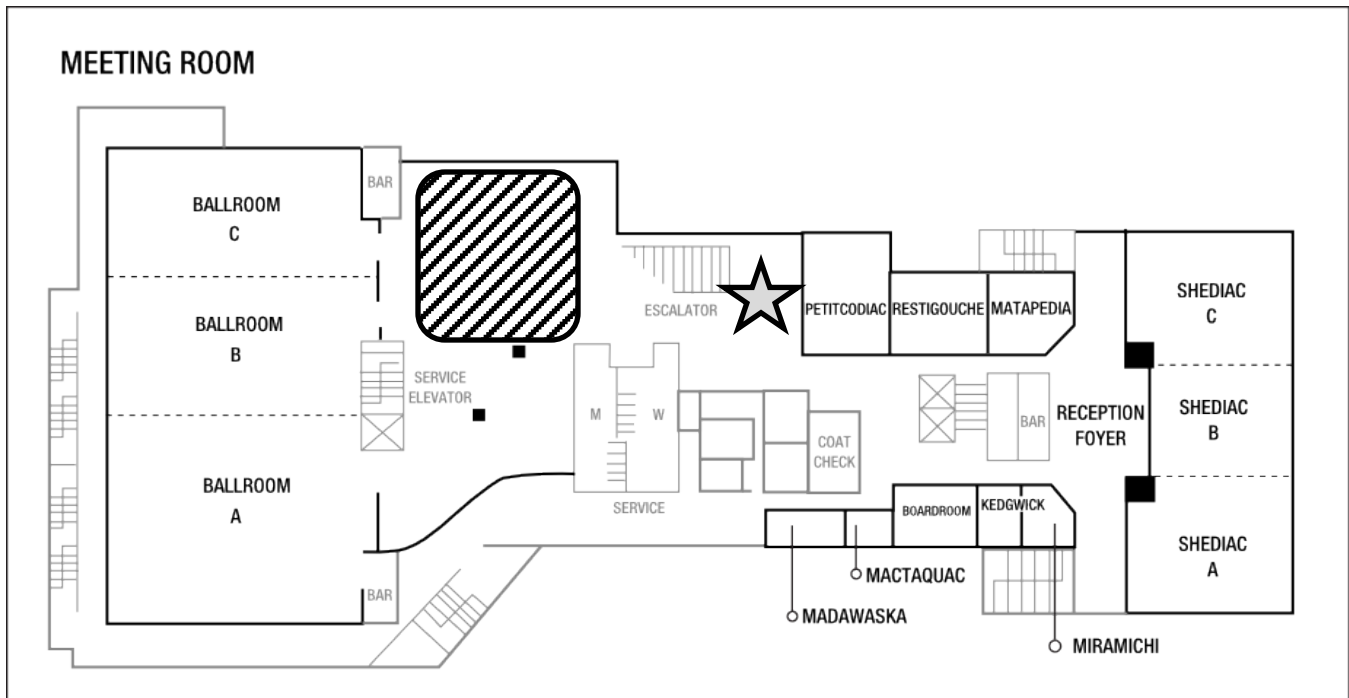 MEETING ROOM
BALLROOM
C
BAR
BALLROOM
B
SERVICE
ELEVATOR
BALLROOM
A
BAR
ESCALATOR
M
W
SERVICE
COAT
CHECK
PETITCODIAC
RESTIGOUCHE
MATAPEDIA
BAR
RECEPTION
FOYER
SHEDIAC
C
SHEDIAC
B
SHEDIAC
A
BOARDROOM
KEDGWICK
MACTAQUAC
MADAWASKA
MIRAMICHI